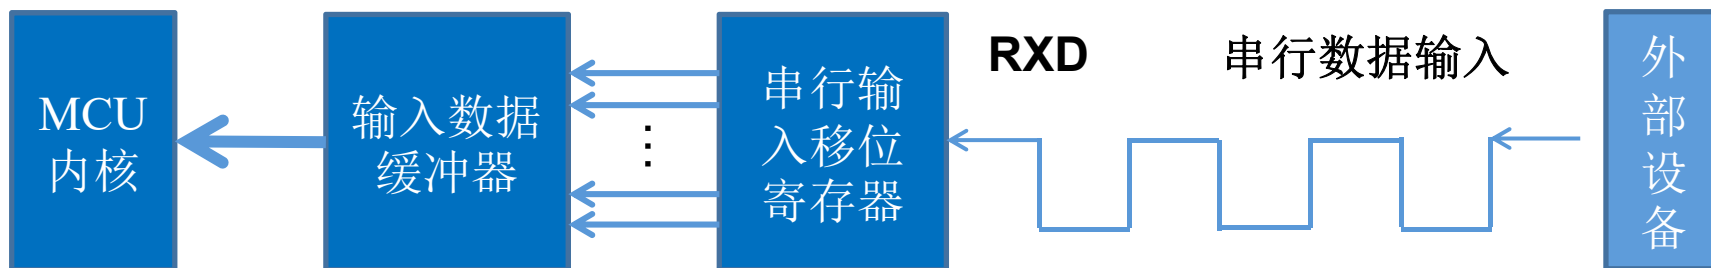 MCU
内核
输入数据
缓冲器
串行输
入移位
寄存器
RXD
串行数据输入
外
部
设
备